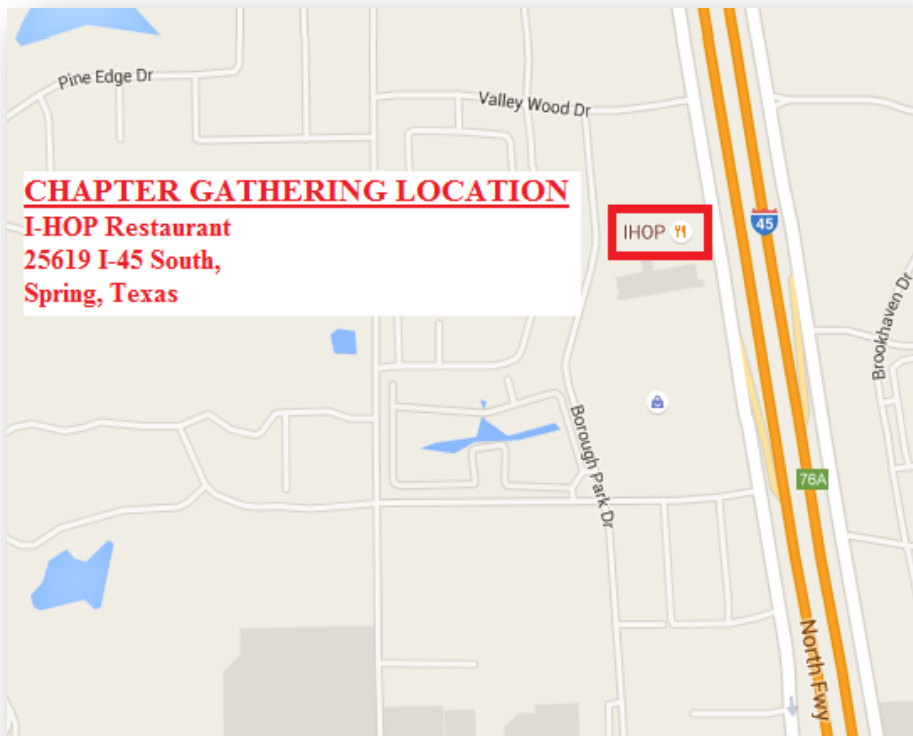 Pine Edge Dr
Valley Wood Dr
CHAPTER GATHERING LOCATION
I-HOP Restaurant
25619 I-45 South,
Spring, Texas
IHOP
45
Brookhaven Dr
Borough Park Dr
76A
North Fwy